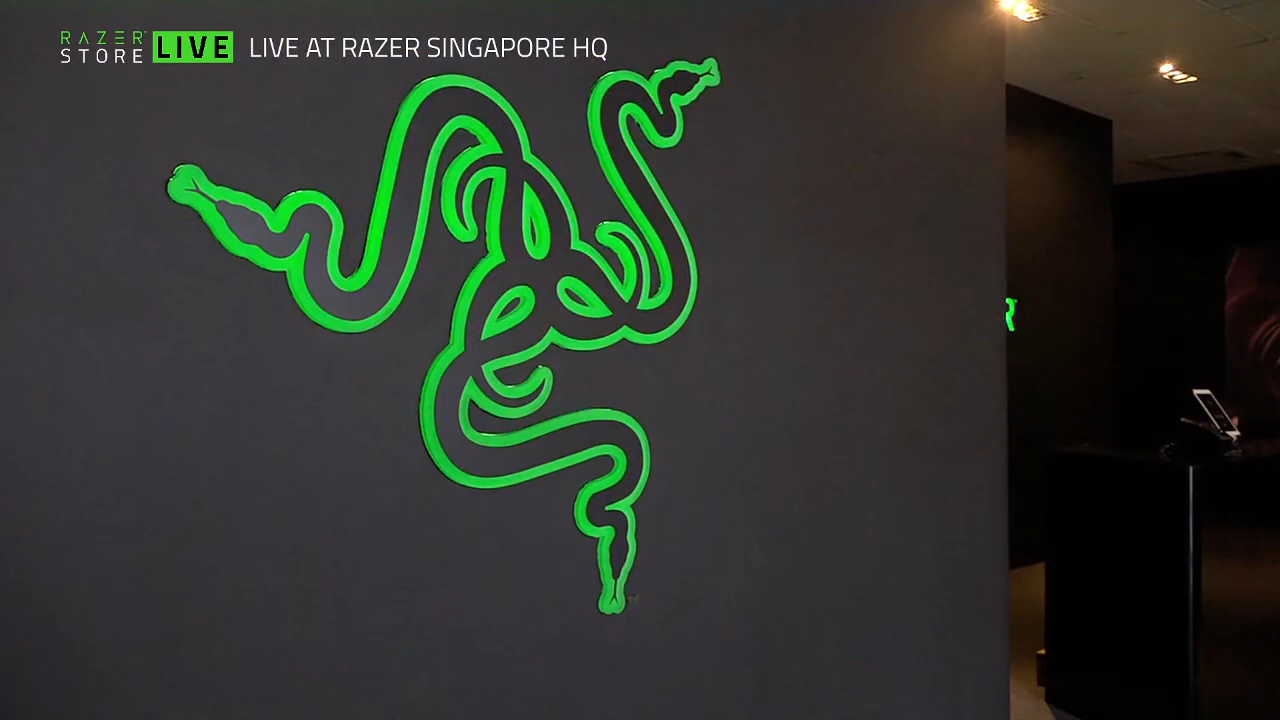 RAZER
STORE
LIVE
LIVE AT RAZER SINGAPORE HQ
R